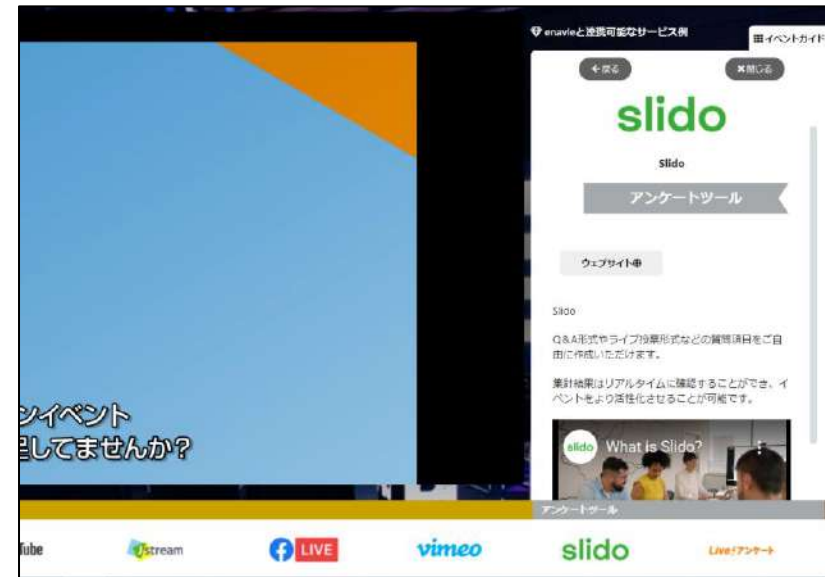 enavieと連携可能なサービス例
イベントガイド
戻る
閉じる
slido
Slido
アンケートツール
ウェブサイト
Slido
Q&A形式やライブ投票形式などの質問項目をご自
由に作成いただけます。
集計結果はリアルタイムに確認することができ、イ
ベントをより活性化させることが可能です。
slido What is Slido?
ンイベント
足してませんか?
アンケートツール
Tube
Ustream
LIVE
vimeo
slido
Live!アンケート